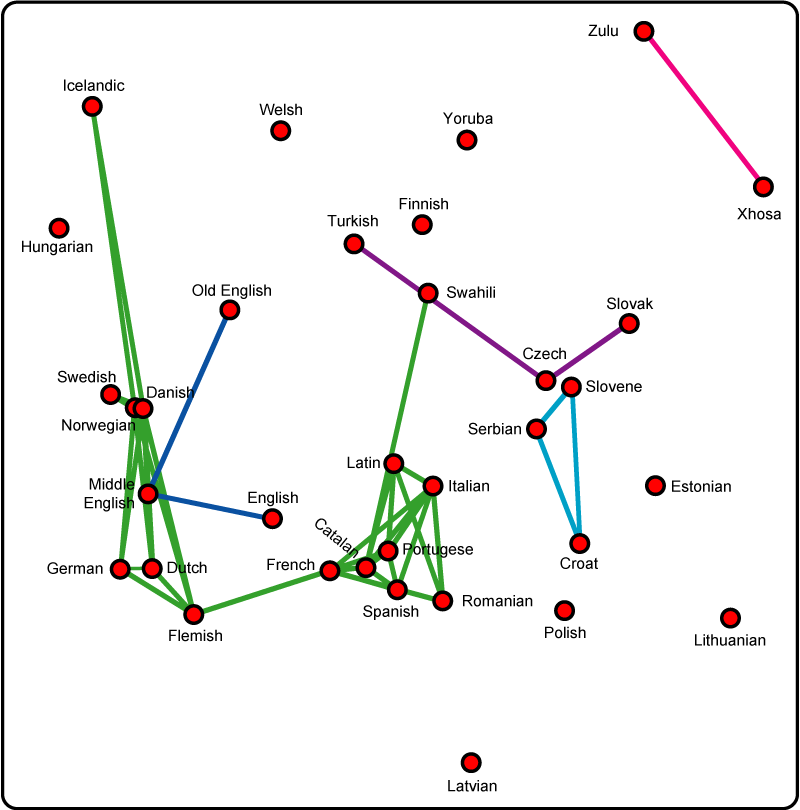 Zulu
Icelandic
Welsh
Yoruba
Finnish
Xhosa
Turkish
Hungarian
Old English
Swahili
Slovak
Czech
Swedish
Danish
Slovene
Norwegian
Serbian
Latin
Middle
English
Italian
Estonian
English
Catalan
Portugese
French
Croat
German
Dutch
Spanish
Romanian
Polish
Flemish
Lithuanian
Latvian